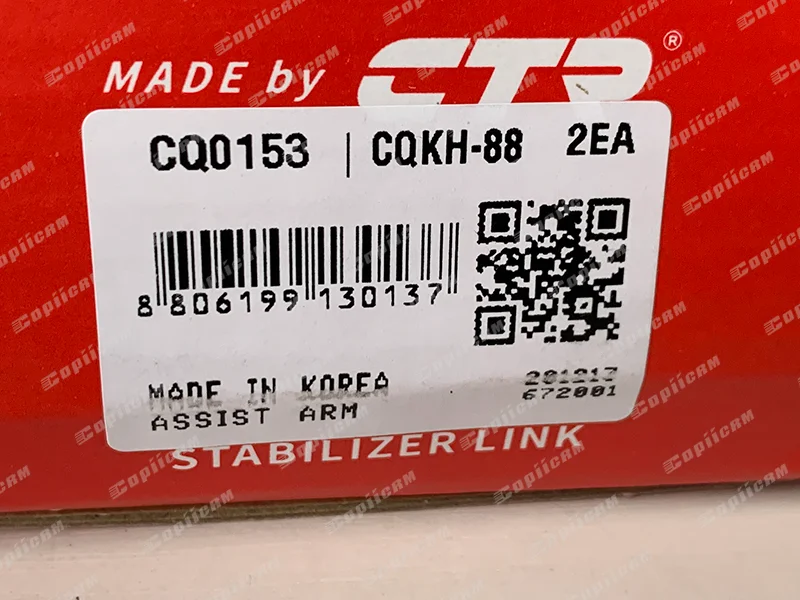 MADE by CTR®
CQ0153 | CQKH-88 2EA
8 806199 130137
MADE IN KOREA
201217
ASSIST ARM
672001
STABILIZER LINK
CopiiCAM